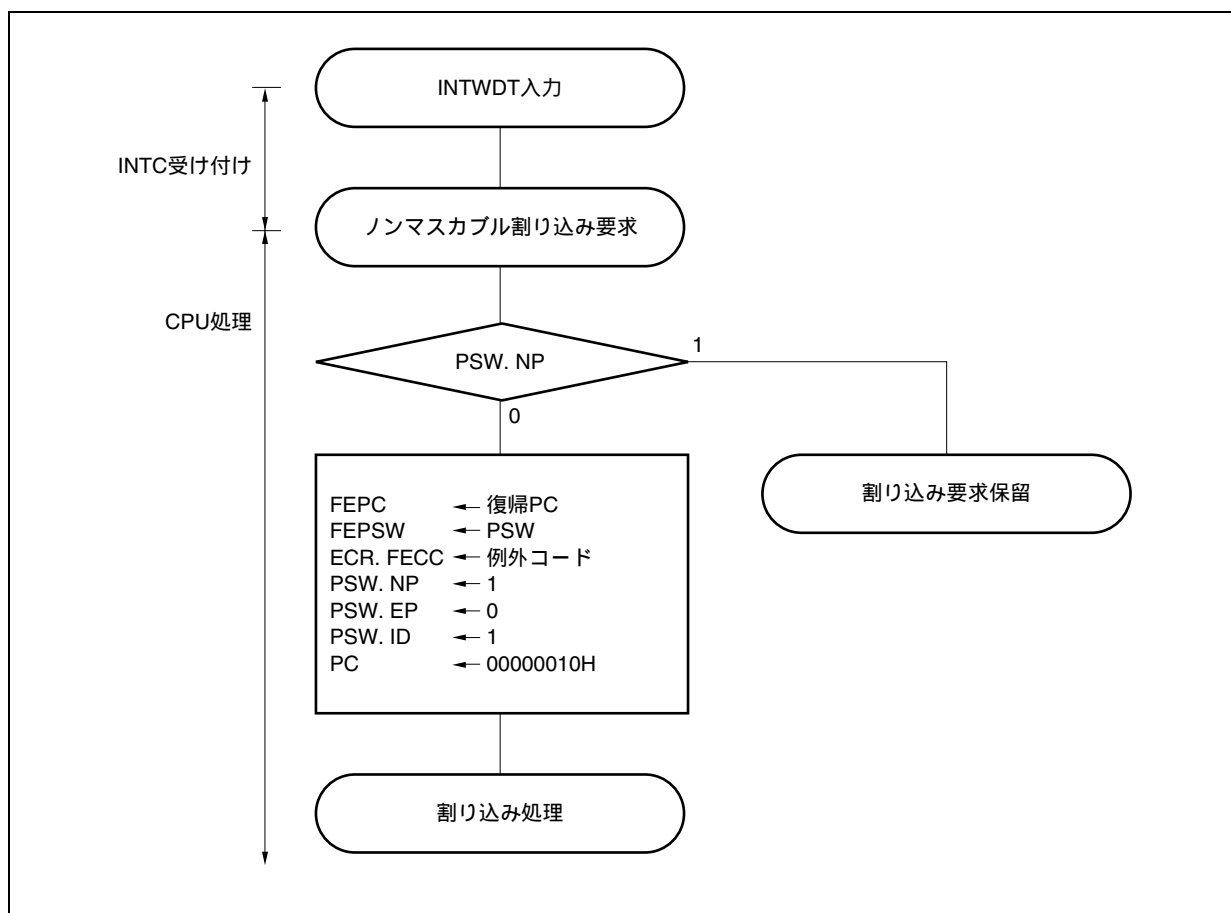 INTWDT入力
INTC受け付け
ノンマスカブル割り込み要求
CPU処理
PSW. NP
1
0
FEPC ← 復帰PC
FEPSW ← PSW
ECR. FECC ← 例外コード
PSW. NP ← 1
PSW. EP ← 0
PSW. ID ← 1
PC ← 00000010H
割り込み要求保留
割り込み処理